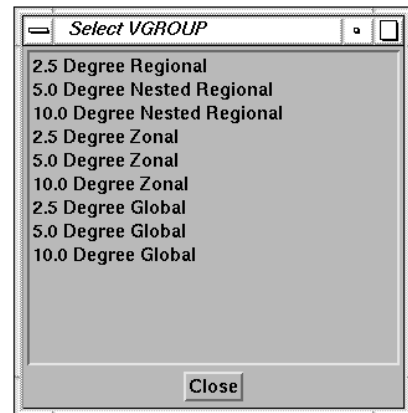 Select VGROUP
2.5 Degree Regional
5.0 Degree Nested Regional
10.0 Degree Nested Regional
2.5 Degree Zonal
5.0 Degree Zonal
10.0 Degree Zonal
2.5 Degree Global
5.0 Degree Global
10.0 Degree Global
Close